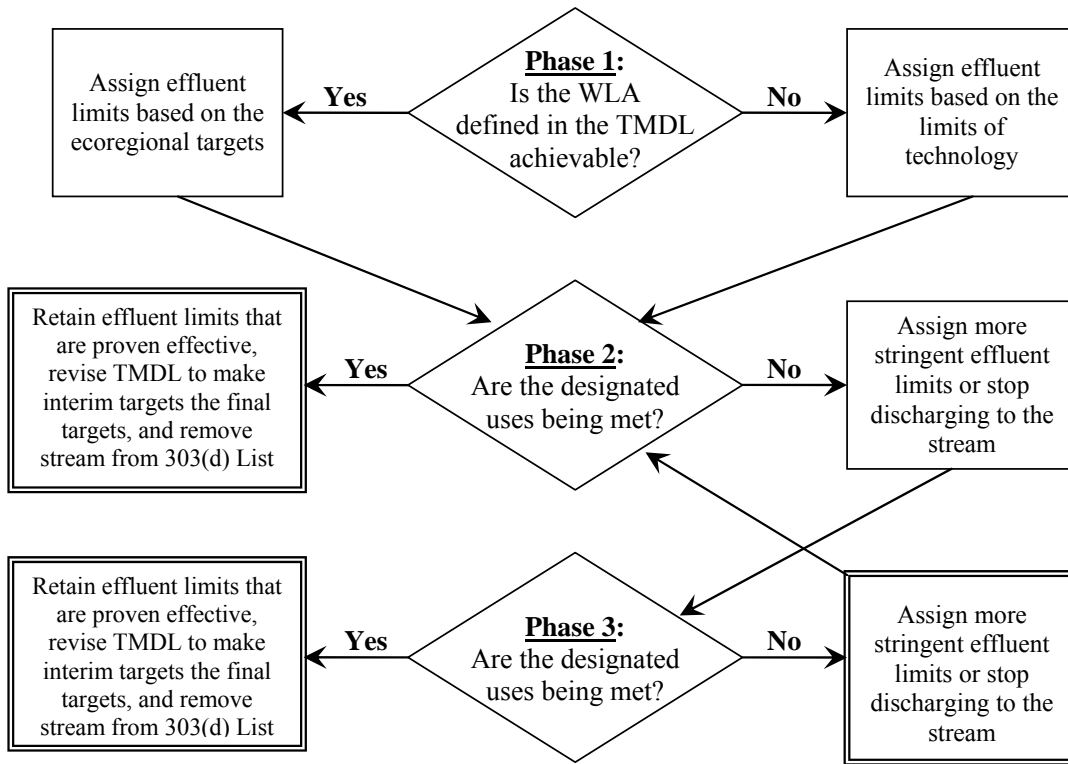 Assign effluent
limits based on the
ecoregional targets
Yes
Phase 1:
Is the WLA
defined in the TMDL
achievable?
No
Assign effluent
limits based on the
limits of
technology
Retain effluent limits that
are proven effective,
revise TMDL to make
interim targets the final
targets, and remove
stream from 303(d) List
Yes
Phase 2:
Are the designated
uses being met?
No
Assign more
stringent effluent
limits or stop
discharging to the
stream
Retain effluent limits that
are proven effective,
revise TMDL to make
interim targets the final
targets, and remove
stream from 303(d) List
Yes
Phase 3:
Are the designated
uses being met?
No
Assign more
stringent effluent
limits or stop
discharging to the
stream